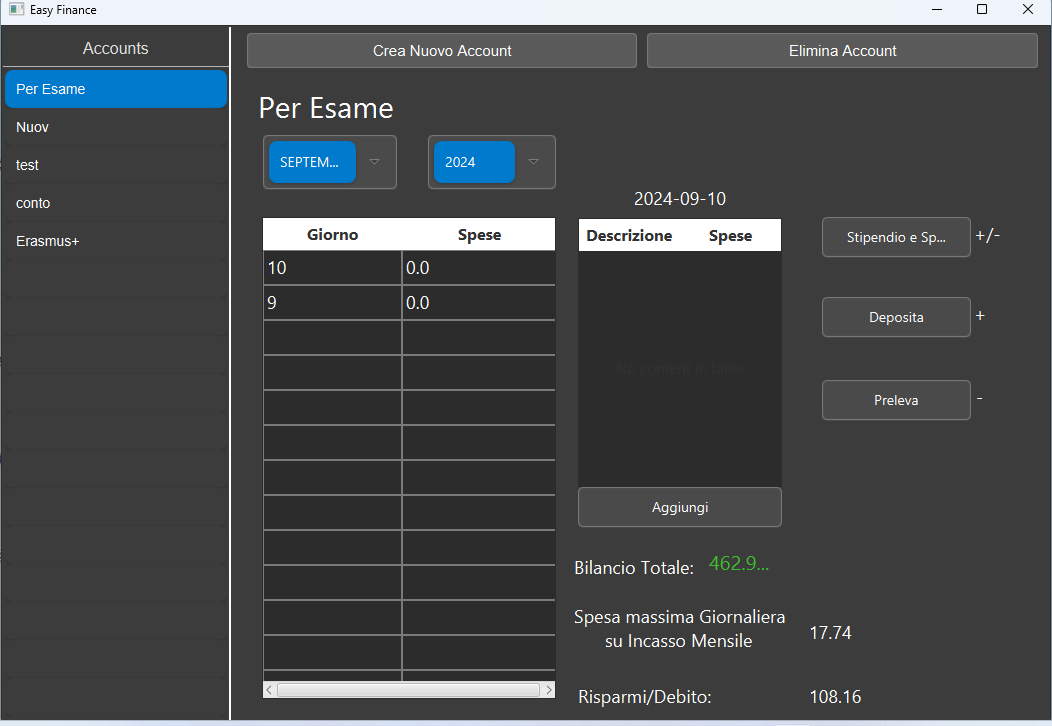 Easy Finance
Accounts
Per Esame
Nuov
test
conto
Erasmus+
Crea Nuovo Account
Elimina Account
Per Esame
SEPTEM...
2024
Giorno Spese
10 0.0
9 0.0
2024-09-10
Descrizione Spese
No content in table
Aggiungi
Stipendio e Sp... +/-
Deposita +
Preleva -
Bilancio Totale: 462.9...
Spesa massima Giornaliera
su Incasso Mensile
17.74
Risparmi/Debito: 108.16